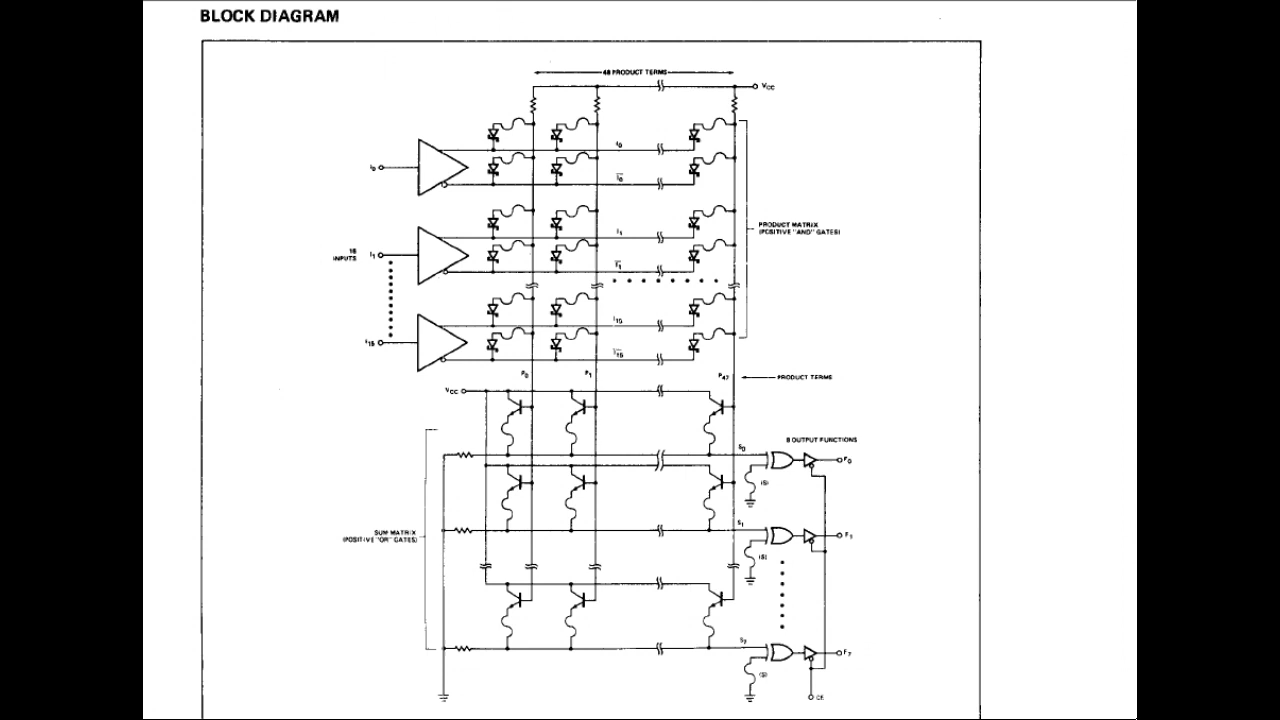 BLOCK DIAGRAM
48 PRODUCT TERMS
VCC
I0
I0
I0
PRODUCT MATRIX
(POSITIVE "AND" GATES)
16
INPUTS
I1
I1
I1
I15
I15
I15
P0
P1
P47
PRODUCT TERMS
VCC
8 OUTPUT FUNCTIONS
S0
F0
(S)
SUM MATRIX
(POSITIVE "OR" GATES)
S1
F1
(S)
S7
F7
(S)
CE